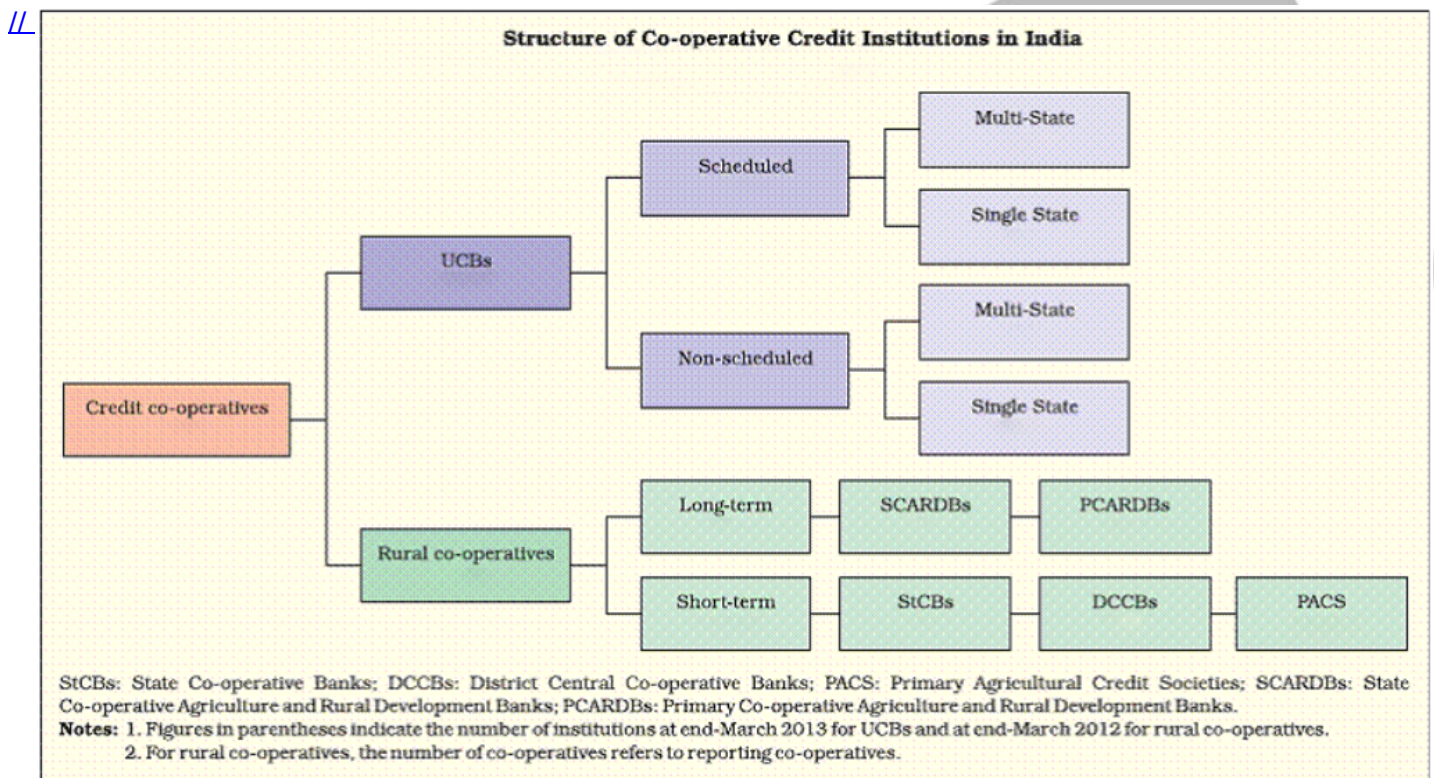 //
Structure of Co-operative Credit Institutions in India
Multi-State
Scheduled
Single State
UCBs
Multi-State
Non-scheduled
Single State
Credit co-operatives
Long-term
SCARDBs
PCARDBs
Rural co-operatives
Short-term
StCBs
DCCBs
PACS
StCBs: State Co-operative Banks; DCCBs: District Central Co-operative Banks; PACS: Primary Agricultural Credit Societies; SCARDBs: State
Co-operative Agriculture and Rural Development Banks; PCARDBs: Primary Co-operative Agriculture and Rural Development Banks.
Notes: 1. Figures in parentheses indicate the number of institutions at end-March 2013 for UCBs and at end-March 2012 for rural co-operatives.
2. For rural co-operatives, the number of co-operatives refers to reporting co-operatives.